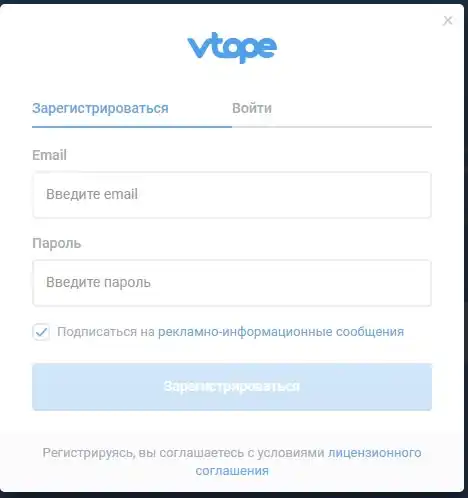 vtope
Зарегистрироваться Войти
Email
Введите email
Пароль
Введите пароль
Подписаться на рекламно-информационные сообщения
Зарегистрироваться
Регистрируясь, вы соглашаетесь с условиями лицензионного
соглашения